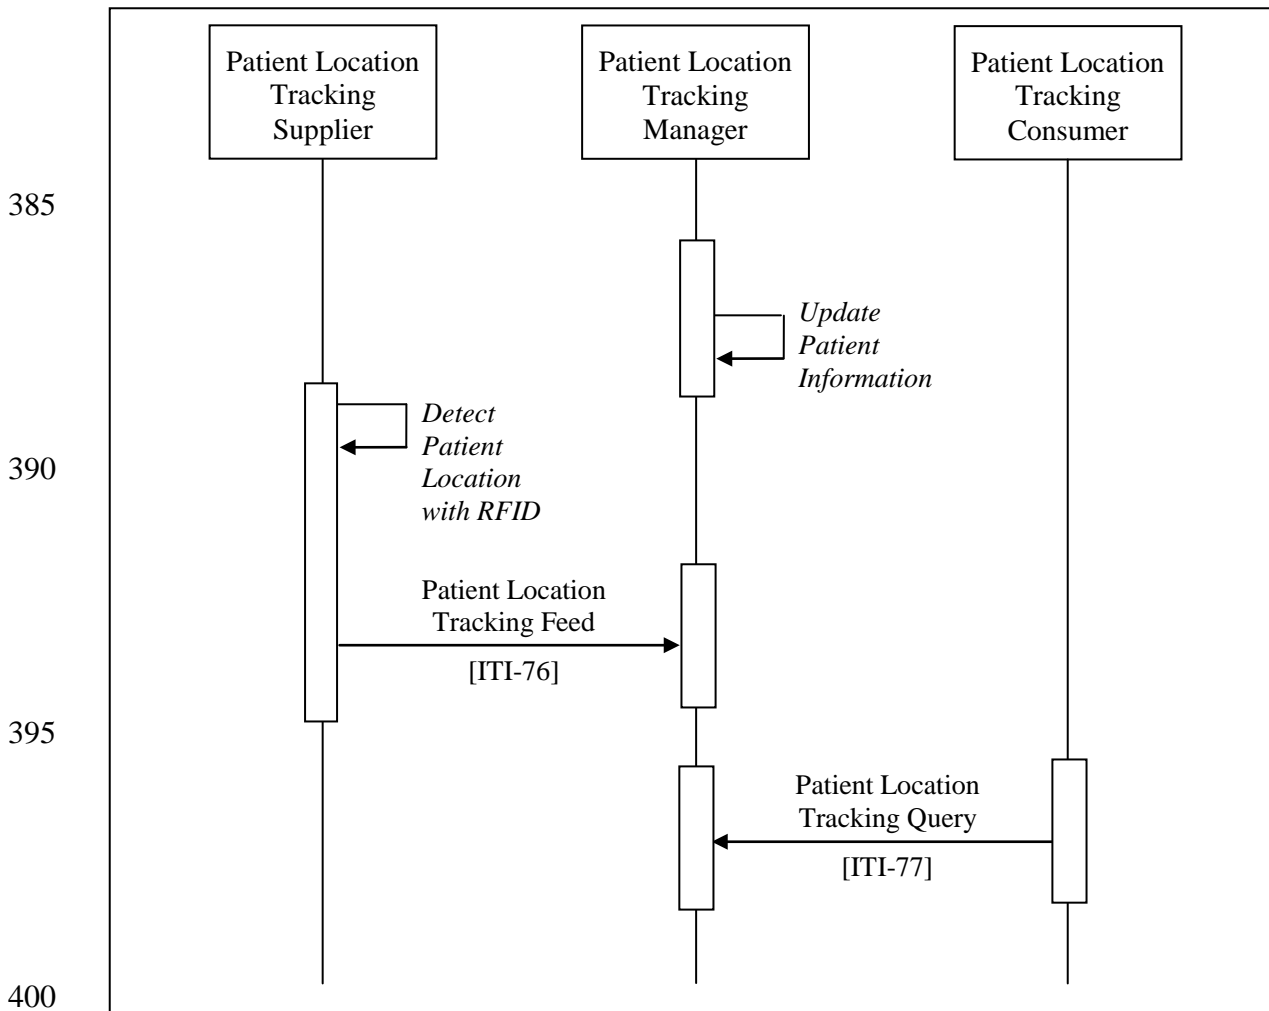 Patient Location
Tracking
Supplier
Patient Location
Tracking
Manager
Patient Location
Tracking
Consumer
385
Update
Patient
Information
Detect
Patient
Location
with RFID
390
Patient Location
Tracking Feed
[ITI-76]
395
Patient Location
Tracking Query
[ITI-77]
400